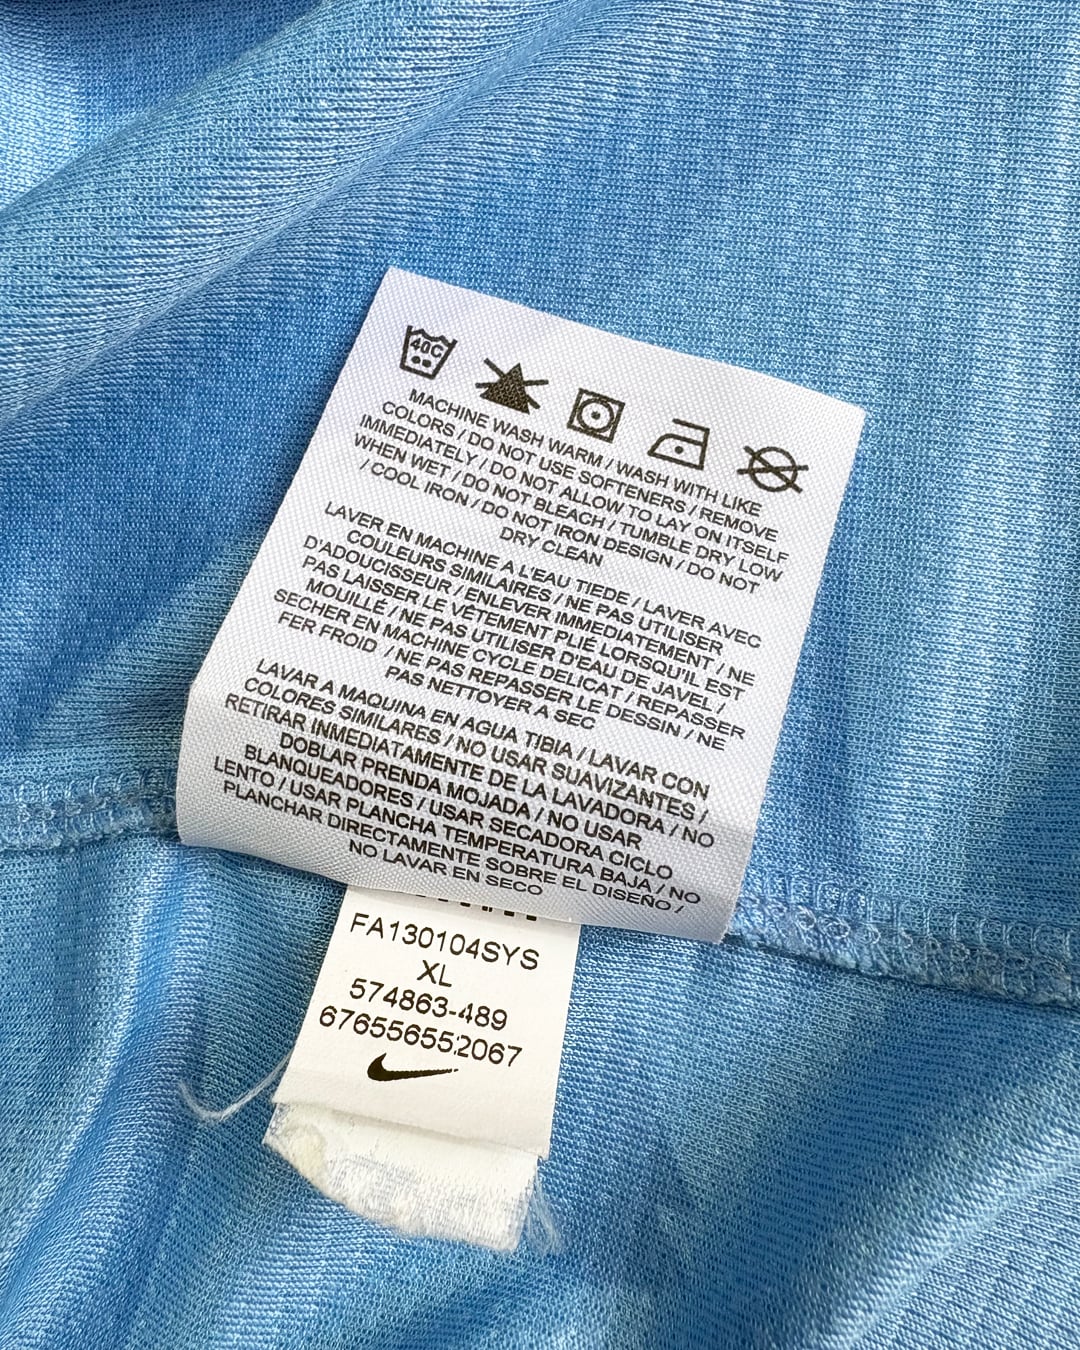 40C
MACHINE WASH WARM / WASH WITH LIKE
COLORS / DO NOT USE SOFTENERS / REMOVE
IMMEDIATELY / DO NOT ALLOW TO LAY ON ITSELF
WHEN WET / DO NOT BLEACH / TUMBLE DRY LOW
/ COOL IRON / DO NOT IRON DESIGN / DO NOT
DRY CLEAN
LAVER EN MACHINE A L'EAU TIEDE / LAVER AVEC
COULEURS SIMILAIRES / NE PAS UTILISER
D'ADOUCISSEUR / ENLEVER IMMEDIATEMENT / NE
PAS LAISSER LE VÊTEMENT PLIÉ LORSQU'IL EST
MOUILLÉ / NE PAS UTILISER D'EAU DE JAVEL /
SECHER EN MACHINE CYCLE DELICAT / REPASSER
FER FROID / NE PAS REPASSER LE DESSIN / NE
PAS NETTOYER A SEC
LAVAR A MAQUINA EN AGUA TIBIA / LAVAR CON
COLORES SIMILARES / NO USAR SUAVIZANTES /
RETIRAR INMEDIATAMENTE DE LA LAVADORA / NO
DOBLAR PRENDA MOJADA / NO USAR
BLANQUEADORES / USAR SECADORA CICLO
LENTO / USAR PLANCHA TEMPERATURA BAJA / NO
PLANCHAR DIRECTAMENTE SOBRE EL DISEÑO /
NO LAVAR EN SECO
FA130104SYS
XL
574863-489
676556552067